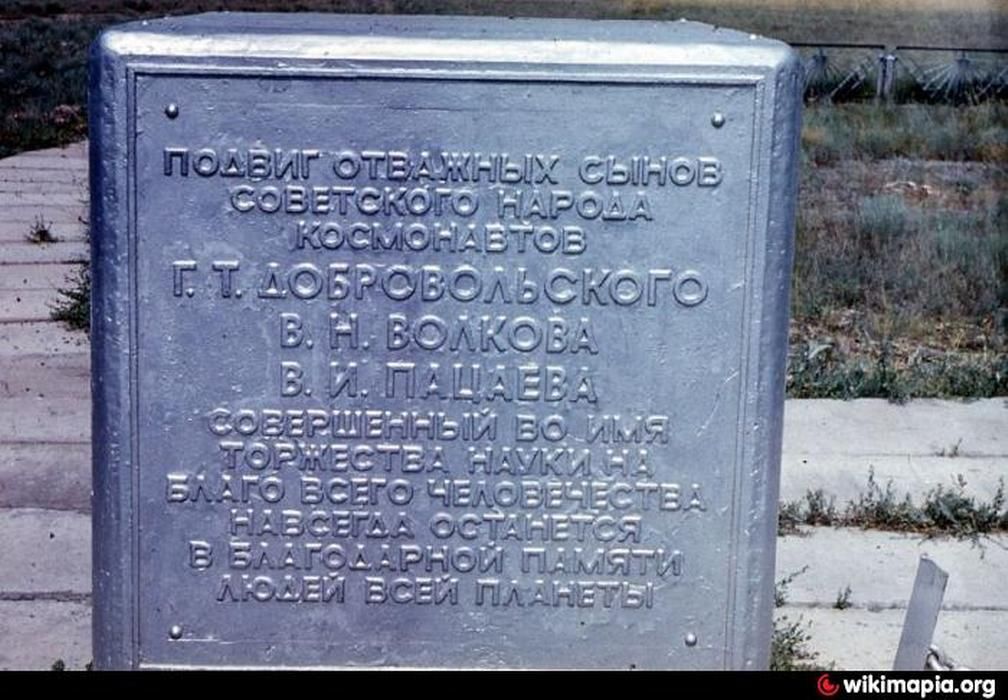 ПОДВИГ ОТВАЖНЫХ СЫНОВ
СОВЕТСКОГО НАРОДА
КОСМОНАВТОВ
Г. Т. ДОБРОВОЛЬСКОГО
В. Н. ВОЛКОВА
В. И. ПАЦАЕВА
СОВЕРШЕННЫЙ ВО ИМЯ
ТОРЖЕСТВА НАУКИ НА
БЛАГО ВСЕГО ЧЕЛОВЕЧЕСТВА
НАВСЕГДА ОСТАНЕТСЯ
В БЛАГОДАРНОЙ ПАМЯТИ
ЛЮДЕЙ ВСЕЙ ПЛАНЕТЫ
wikimapia.org